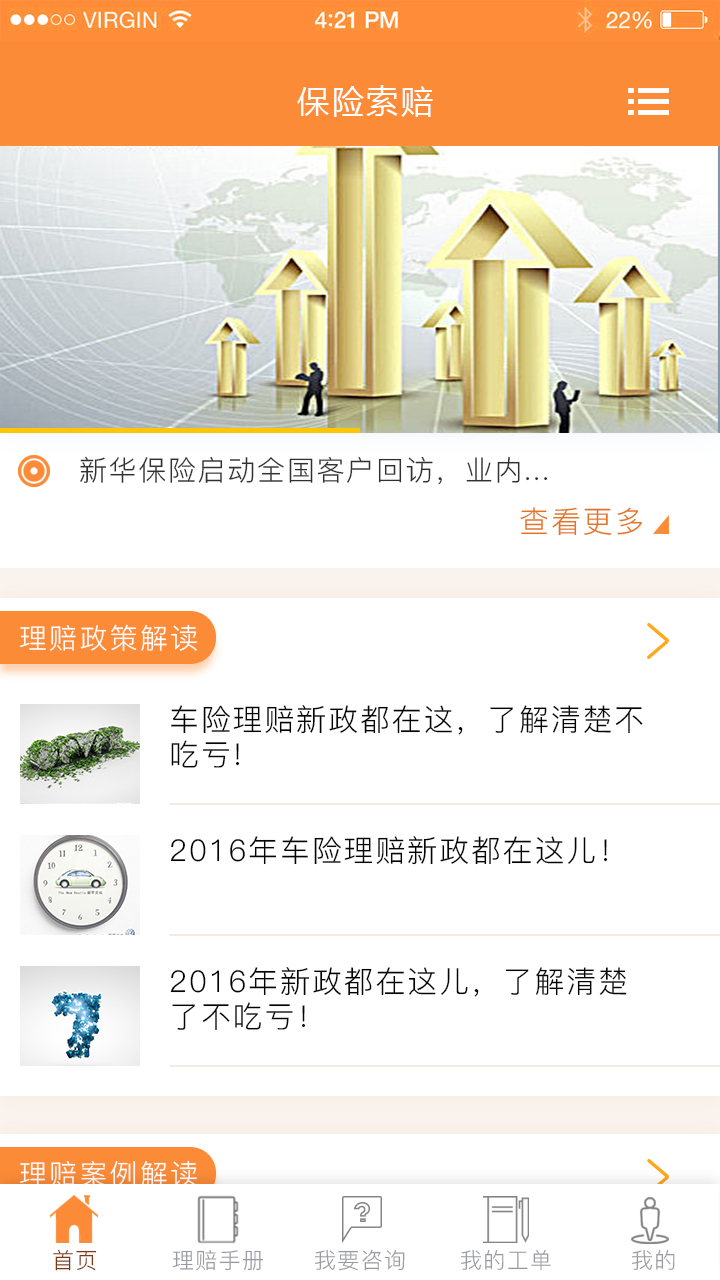 VIRGIN 4:21 PM 22%
保险索赔
新华保险启动全国客户回访，业内...
查看更多
理赔政策解读
车险理赔新政都在这，了解清楚不
吃亏！
2016年车险理赔新政都在这儿！
2016年新政都在这儿，了解清楚
了不吃亏！
理赔案例解读
首页 理赔手册 我要咨询 我的工单 我的